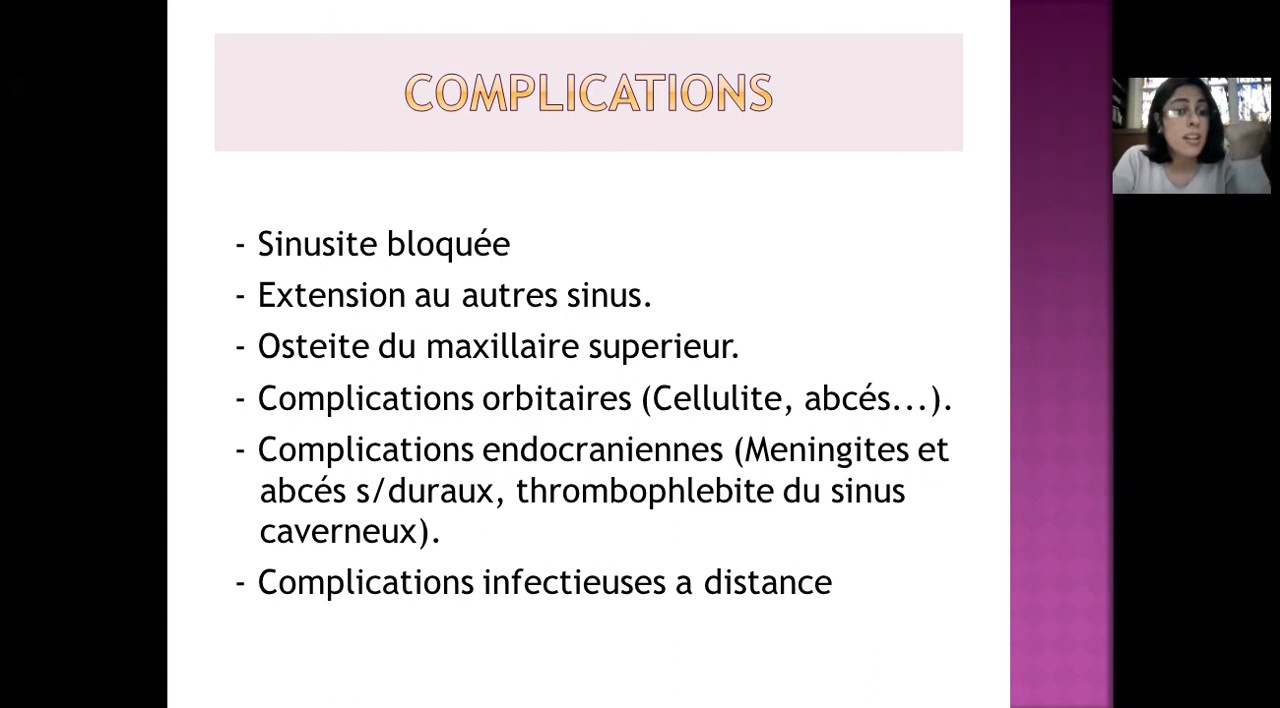 COMPLICATIONS
- Sinusite bloquée
- Extension au autres sinus.
- Osteite du maxillaire superieur.
- Complications orbitaires (Cellulite, abcés...).
- Complications endocraniennes (Meningites et
abcés s/duraux, thrombophlebite du sinus
caverneux).
- Complications infectieuses a distance